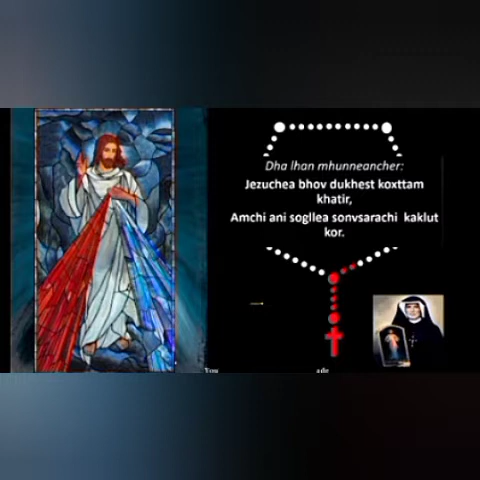 Dha lhan mhunneancher:
Jezuchea bhov dukhest koxttam
khatir,
Amchi ani sogllea sonvsarachi kaklut
kor.